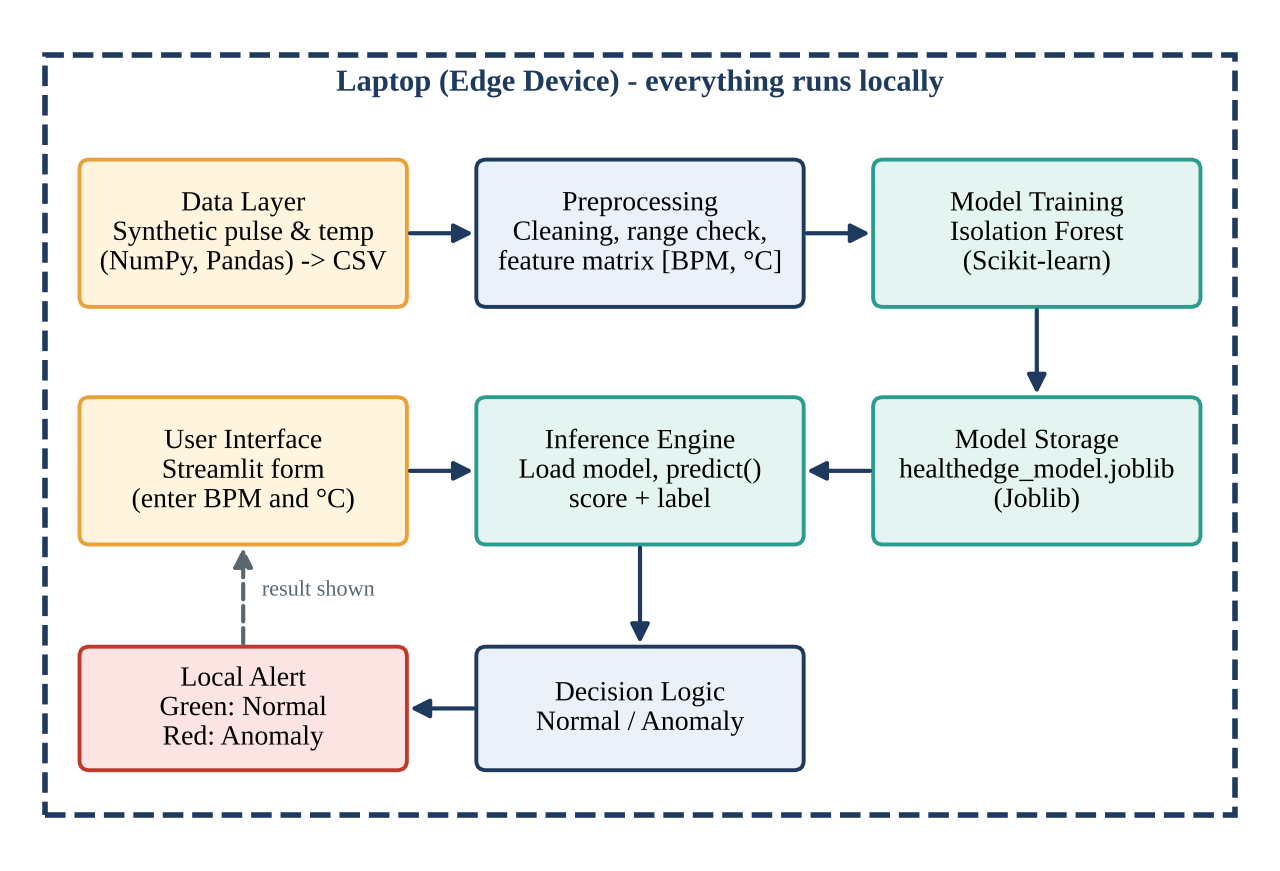 Laptop (Edge Device) - everything runs locally
Data Layer
Synthetic pulse & temp
(NumPy, Pandas) -> CSV
Preprocessing
Cleaning, range check,
feature matrix [BPM, °C]
Model Training
Isolation Forest
(Scikit-learn)
User Interface
Streamlit form
(enter BPM and °C)
Inference Engine
Load model, predict()
score + label
Model Storage
healthedge_model.joblib
(Joblib)
result shown
Local Alert
Green: Normal
Red: Anomaly
Decision Logic
Normal / Anomaly